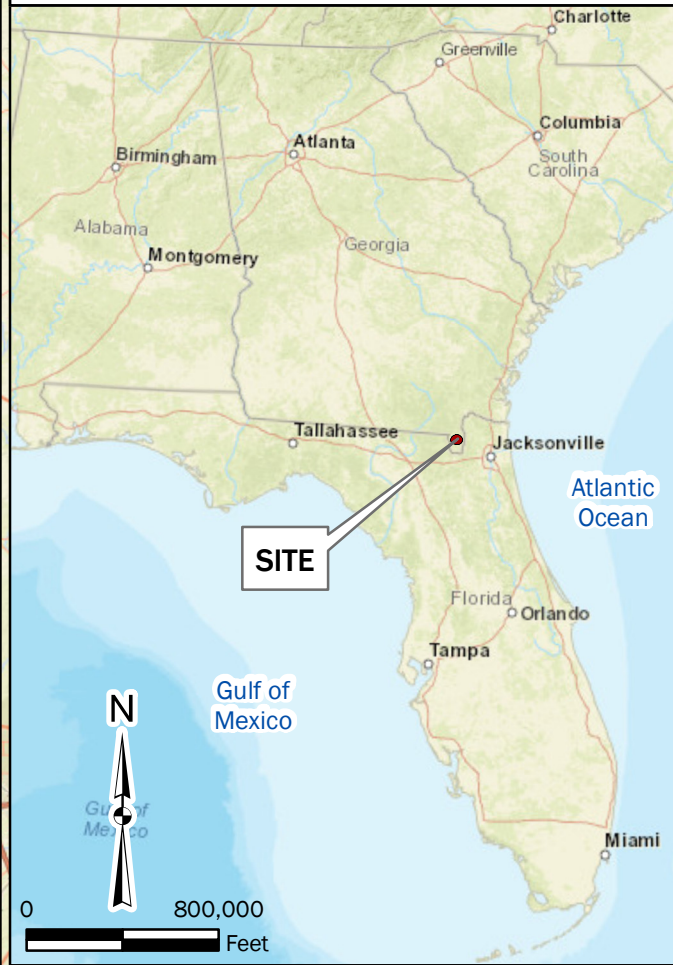 Charlotte
Greenville
Columbia
Atlanta
Birmingham
South
Carolina
Alabama
Georgia
Montgomery
Tallahassee
Jacksonville
Atlantic
Ocean
SITE
Florida
Orlando
Tampa
Gulf of
Mexico
N
Gulf of
Mexico
Miami
0 800,000
Feet